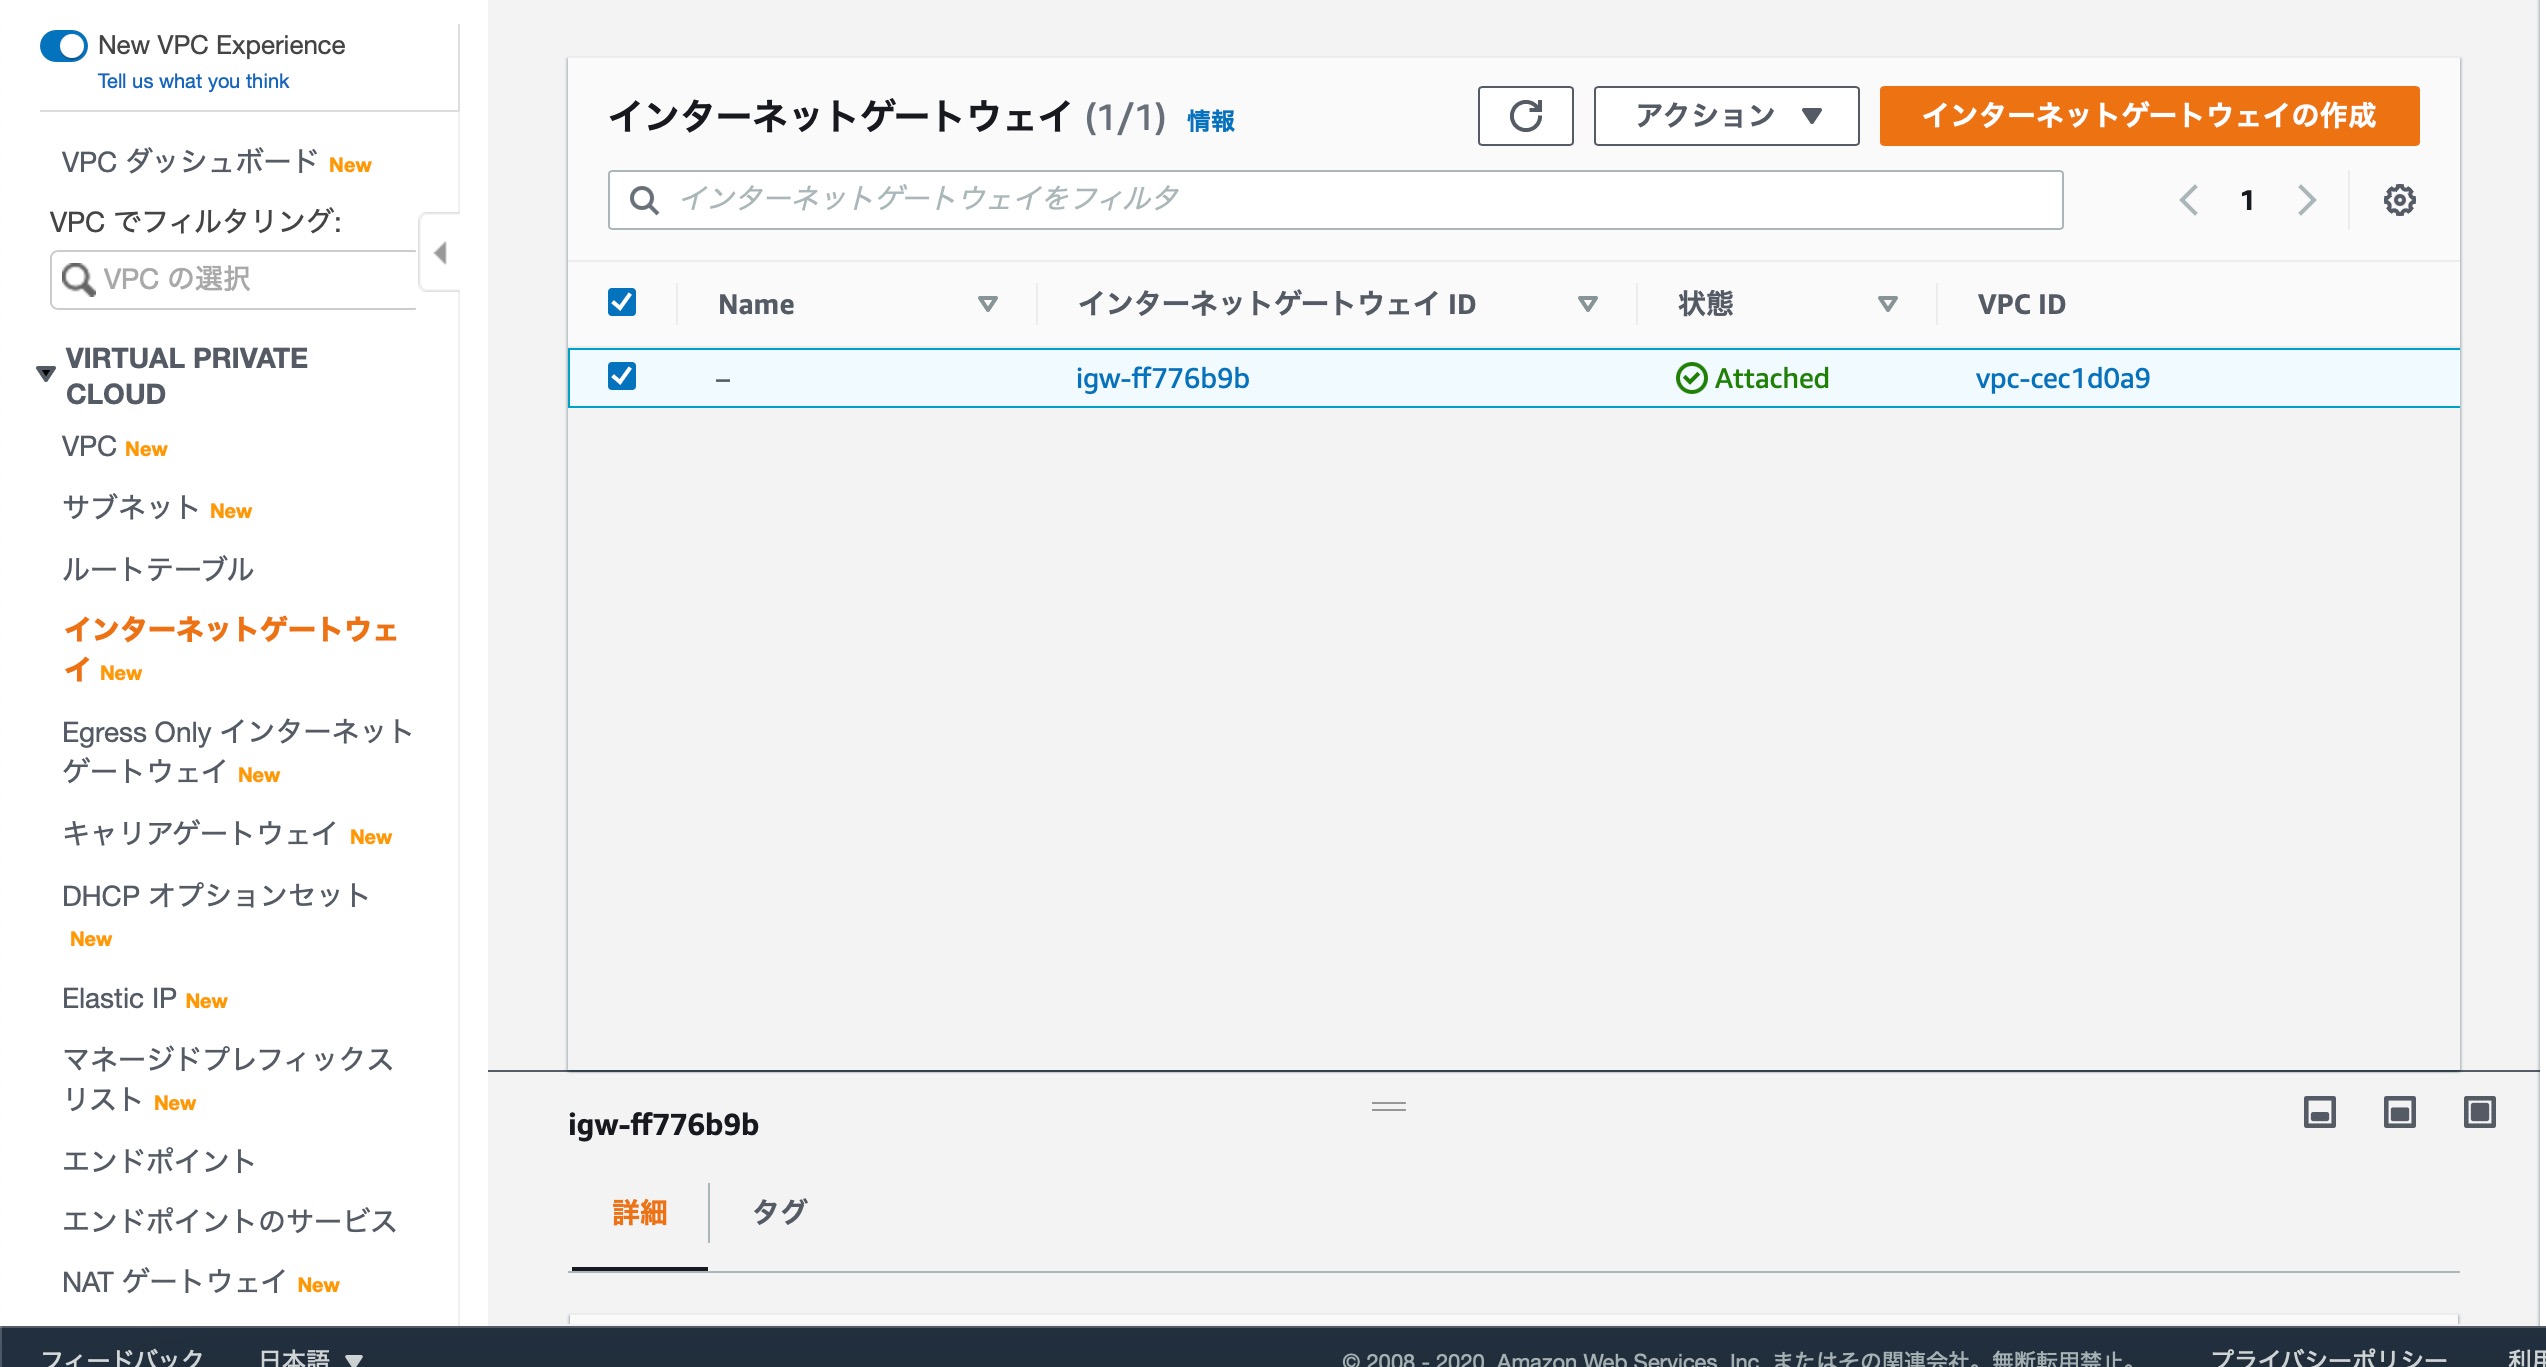 New VPC Experience
Tell us what you think
VPC ダッシュボード New
VPC でフィルタリング:
VPC の選択
VIRTUAL PRIVATE
CLOUD
VPC New
サブネット New
ルートテーブル
インターネットゲートウェ
イ New
Egress Only インターネット
ゲートウェイ New
キャリアゲートウェイ New
DHCP オプションセット
New
Elastic IP New
マネージドプレフィックス
リスト New
エンドポイント
エンドポイントのサービス
NAT ゲートウェイ New
インターネットゲートウェイ (1/1) 情報
アクション
インターネットゲートウェイの作成
インターネットゲートウェイをフィルタ
1
Name インターネットゲートウェイ ID 状態 VPC ID
– igw-ff776b9b Attached vpc-cec1d0a9
igw-ff776b9b
詳細 タグ
フィードバック 日本語
© 2008 - 2020, Amazon Web Services, Inc. またはその関連会社。無断転用禁止。 プライバシーポリシー